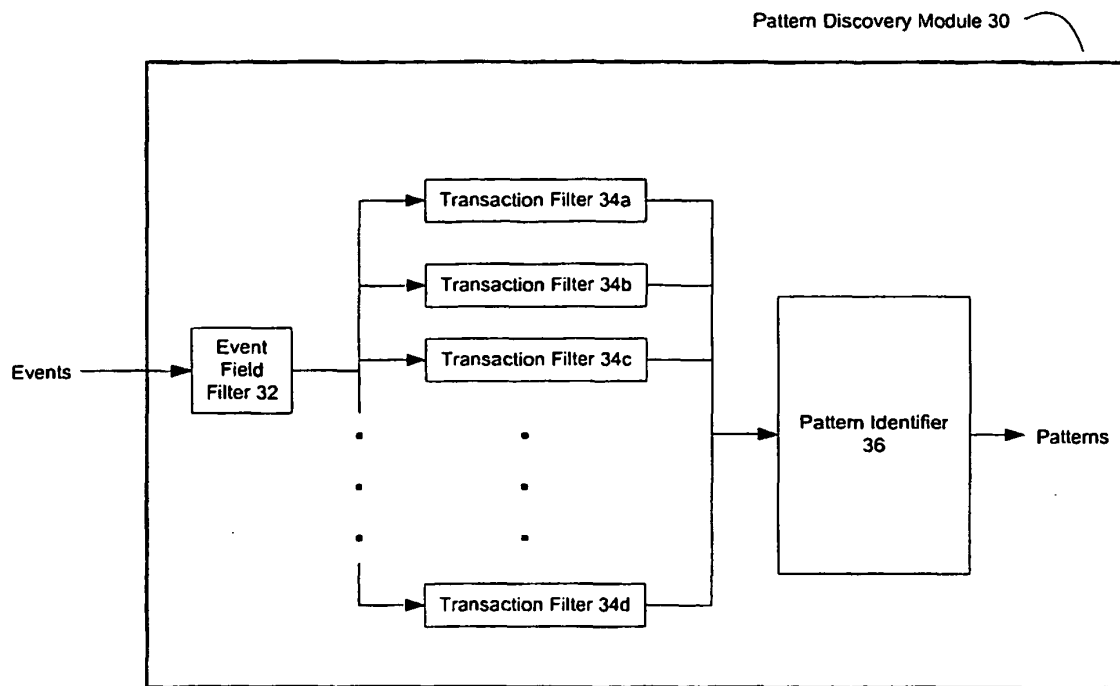 Pattern Discovery Module 30
Transaction Filter 34a
Transaction Filter 34b
Transaction Filter 34c
Events
Event
Field
Filter 32
Pattern Identifier
36
Patterns
Transaction Filter 34d